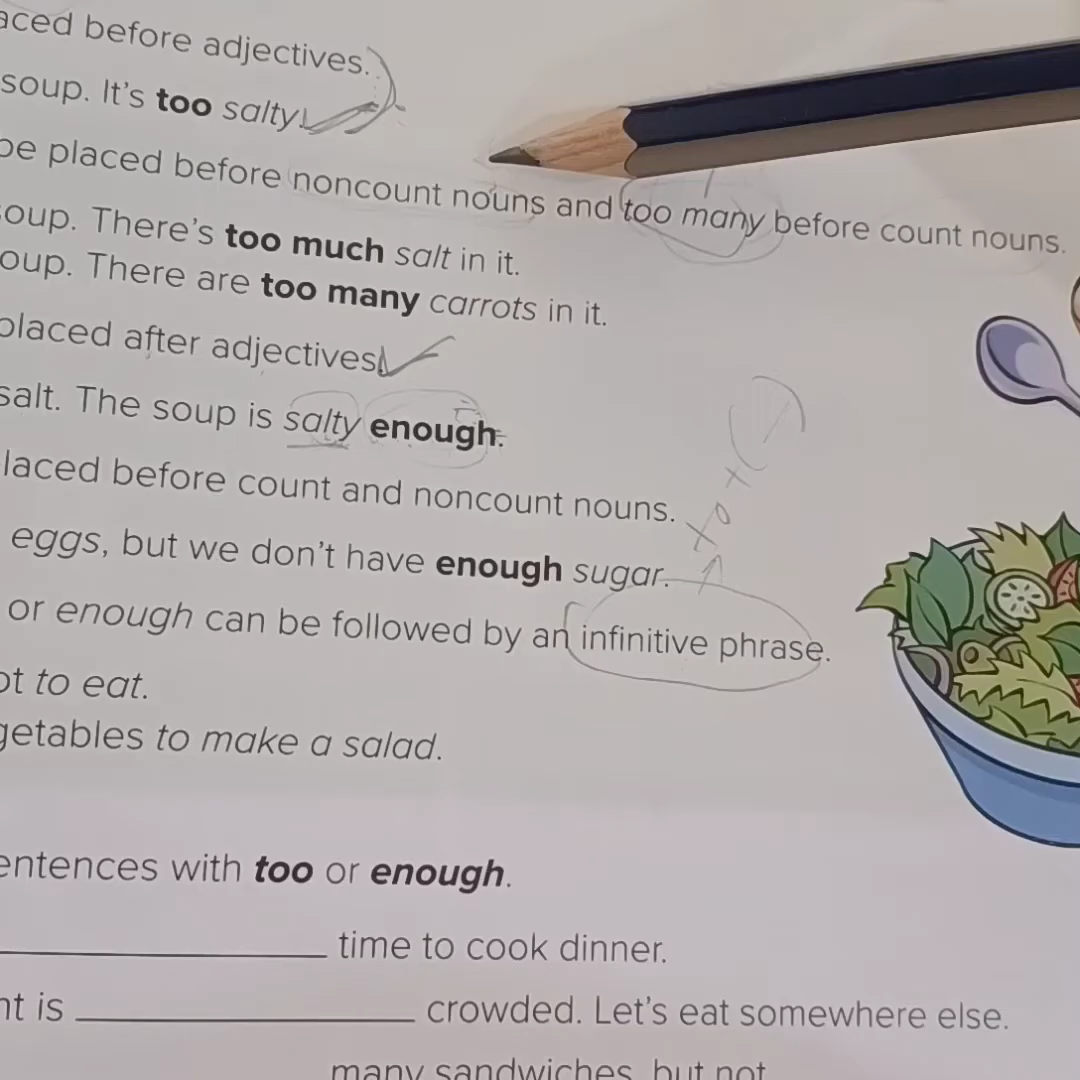 aced before adjectives.
soup. It's too salty.
be placed before noncount nouns and too many before count nouns.
oup. There's too much salt in it.
oup. There are too many carrots in it.
placed after adjectives.
salt. The soup is salty enough.
laced before count and noncount nouns.
eggs, but we don't have enough sugar.
or enough can be followed by an infinitive phrase.
ot to eat.
getables to make a salad.
entences with too or enough.
time to cook dinner.
nt is crowded. Let's eat somewhere else.
many sandwiches, but not